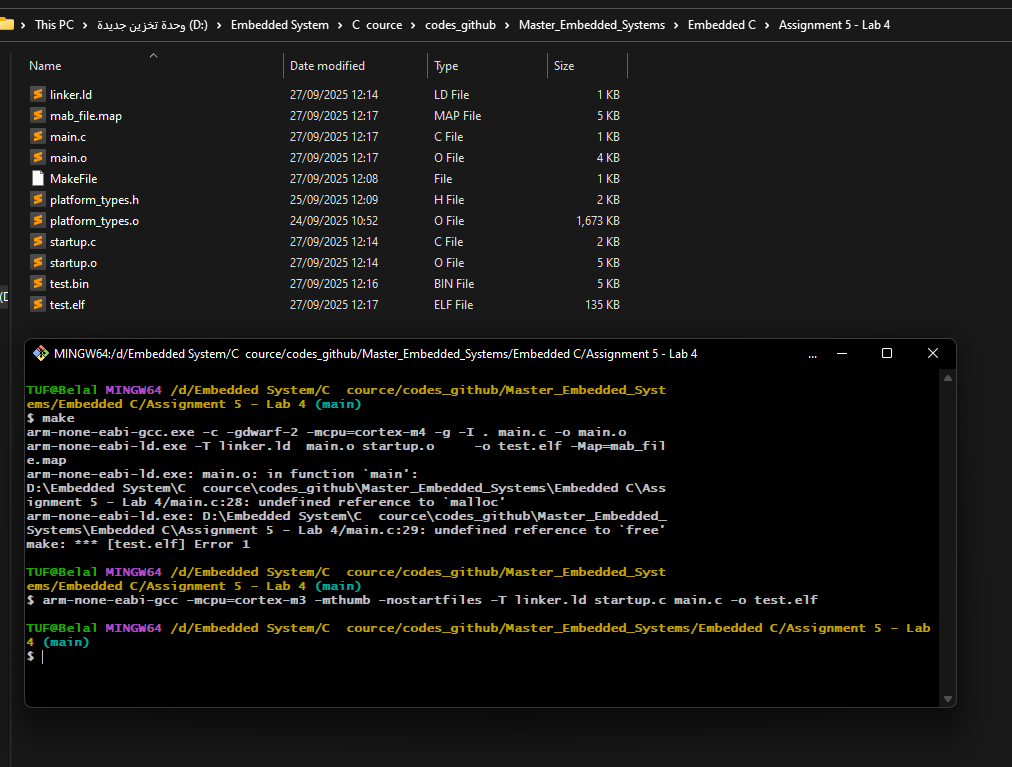 This PC > وحدة تخزين جديدة (D:) > Embedded System > C cource > codes_github > Master_Embedded_Systems > Embedded C > Assignment 5 - Lab 4
Name Date modified Type Size
linker.ld 27/09/2025 12:14 LD File 1 KB
mab_file.map 27/09/2025 12:17 MAP File 5 KB
main.c 27/09/2025 12:17 C File 1 KB
main.o 27/09/2025 12:17 O File 4 KB
MakeFile 27/09/2025 12:08 File 1 KB
platform_types.h 25/09/2025 12:09 H File 2 KB
platform_types.o 24/09/2025 10:52 O File 1,673 KB
startup.c 27/09/2025 12:14 C File 2 KB
startup.o 27/09/2025 12:14 O File 5 KB
test.bin 27/09/2025 12:16 BIN File 5 KB
test.elf 27/09/2025 12:17 ELF File 135 KB
MINGW64:/d/Embedded System/C  cource/codes_github/Master_Embedded_Systems/Embedded C/Assignment 5 - Lab 4 ...
TUF@Belal MINGW64 /d/Embedded System/C  cource/codes_github/Master_Embedded_Syst
ems/Embedded C/Assignment 5 - Lab 4 (main)
$ make
arm-none-eabi-gcc.exe -c -gdwarf-2 -mcpu=cortex-m4 -g -I . main.c -o main.o
arm-none-eabi-ld.exe -T linker.ld  main.o startup.o     -o test.elf -Map=mab_fil
e.map
arm-none-eabi-ld.exe: main.o: in function `main':
D:\Embedded System\C  cource\codes_github\Master_Embedded_Systems\Embedded C\Ass
ignment 5 - Lab 4/main.c:28: undefined reference to `malloc'
arm-none-eabi-ld.exe: D:\Embedded System\C  cource\codes_github\Master_Embedded_
Systems\Embedded C\Assignment 5 - Lab 4/main.c:29: undefined reference to `free'
make: *** [test.elf] Error 1
TUF@Belal MINGW64 /d/Embedded System/C  cource/codes_github/Master_Embedded_Syst
ems/Embedded C/Assignment 5 - Lab 4 (main)
$ arm-none-eabi-gcc -mcpu=cortex-m3 -mthumb -nostartfiles -T linker.ld startup.c main.c -o test.elf
TUF@Belal MINGW64 /d/Embedded System/C  cource/codes_github/Master_Embedded_Systems/Embedded C/Assignment 5 - Lab
4 (main)
$